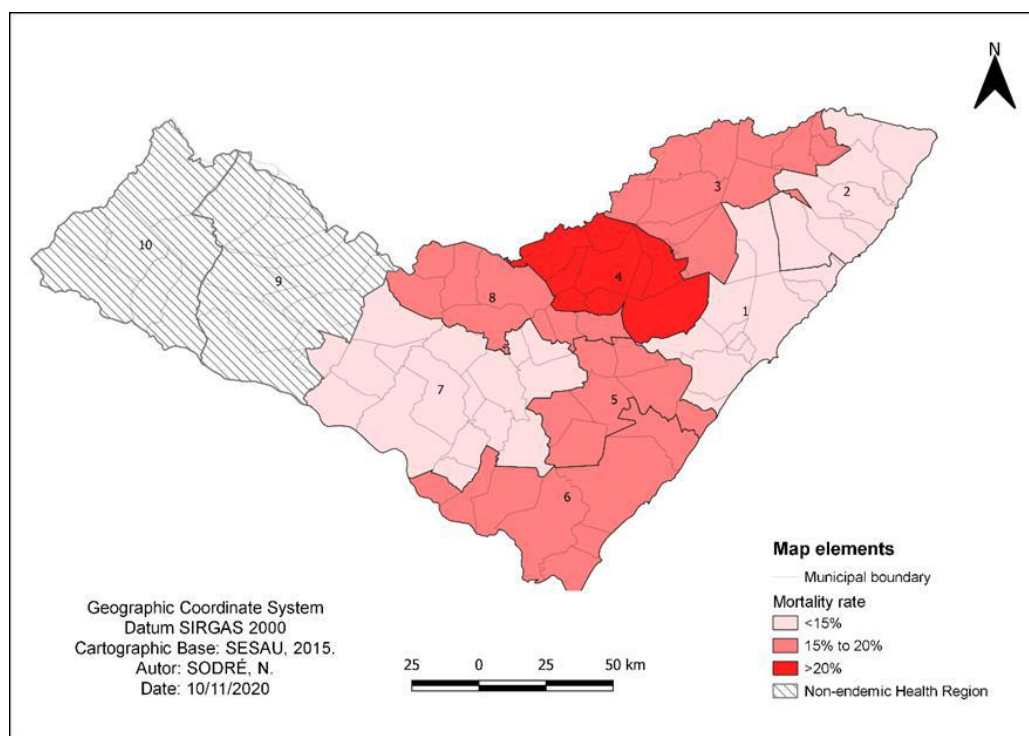 N
2
3
10
4
9
8
1
7
5
6
Map elements
Municipal boundary
Mortality rate
<15%
15% to 20%
>20%
Non-endemic Health Region
Geographic Coordinate System
Datum SIRGAS 2000
Cartographic Base: SESAU, 2015.
Autor: SODRÉ, N.
Date: 10/11/2020
25 0 25 50 km